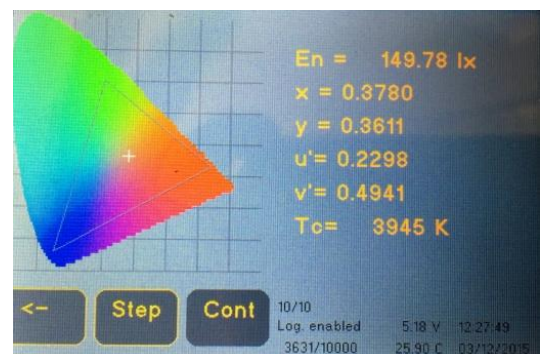 En = 149.78 lx
x = 0.3780
y = 0.3611
u'= 0.2298
v'= 0.4941
Tc= 3945 K
<- Step Cont
10/10
Log. enabled 5.18 V 12:27:49
3631/10000 25.90 C 03/12/2015